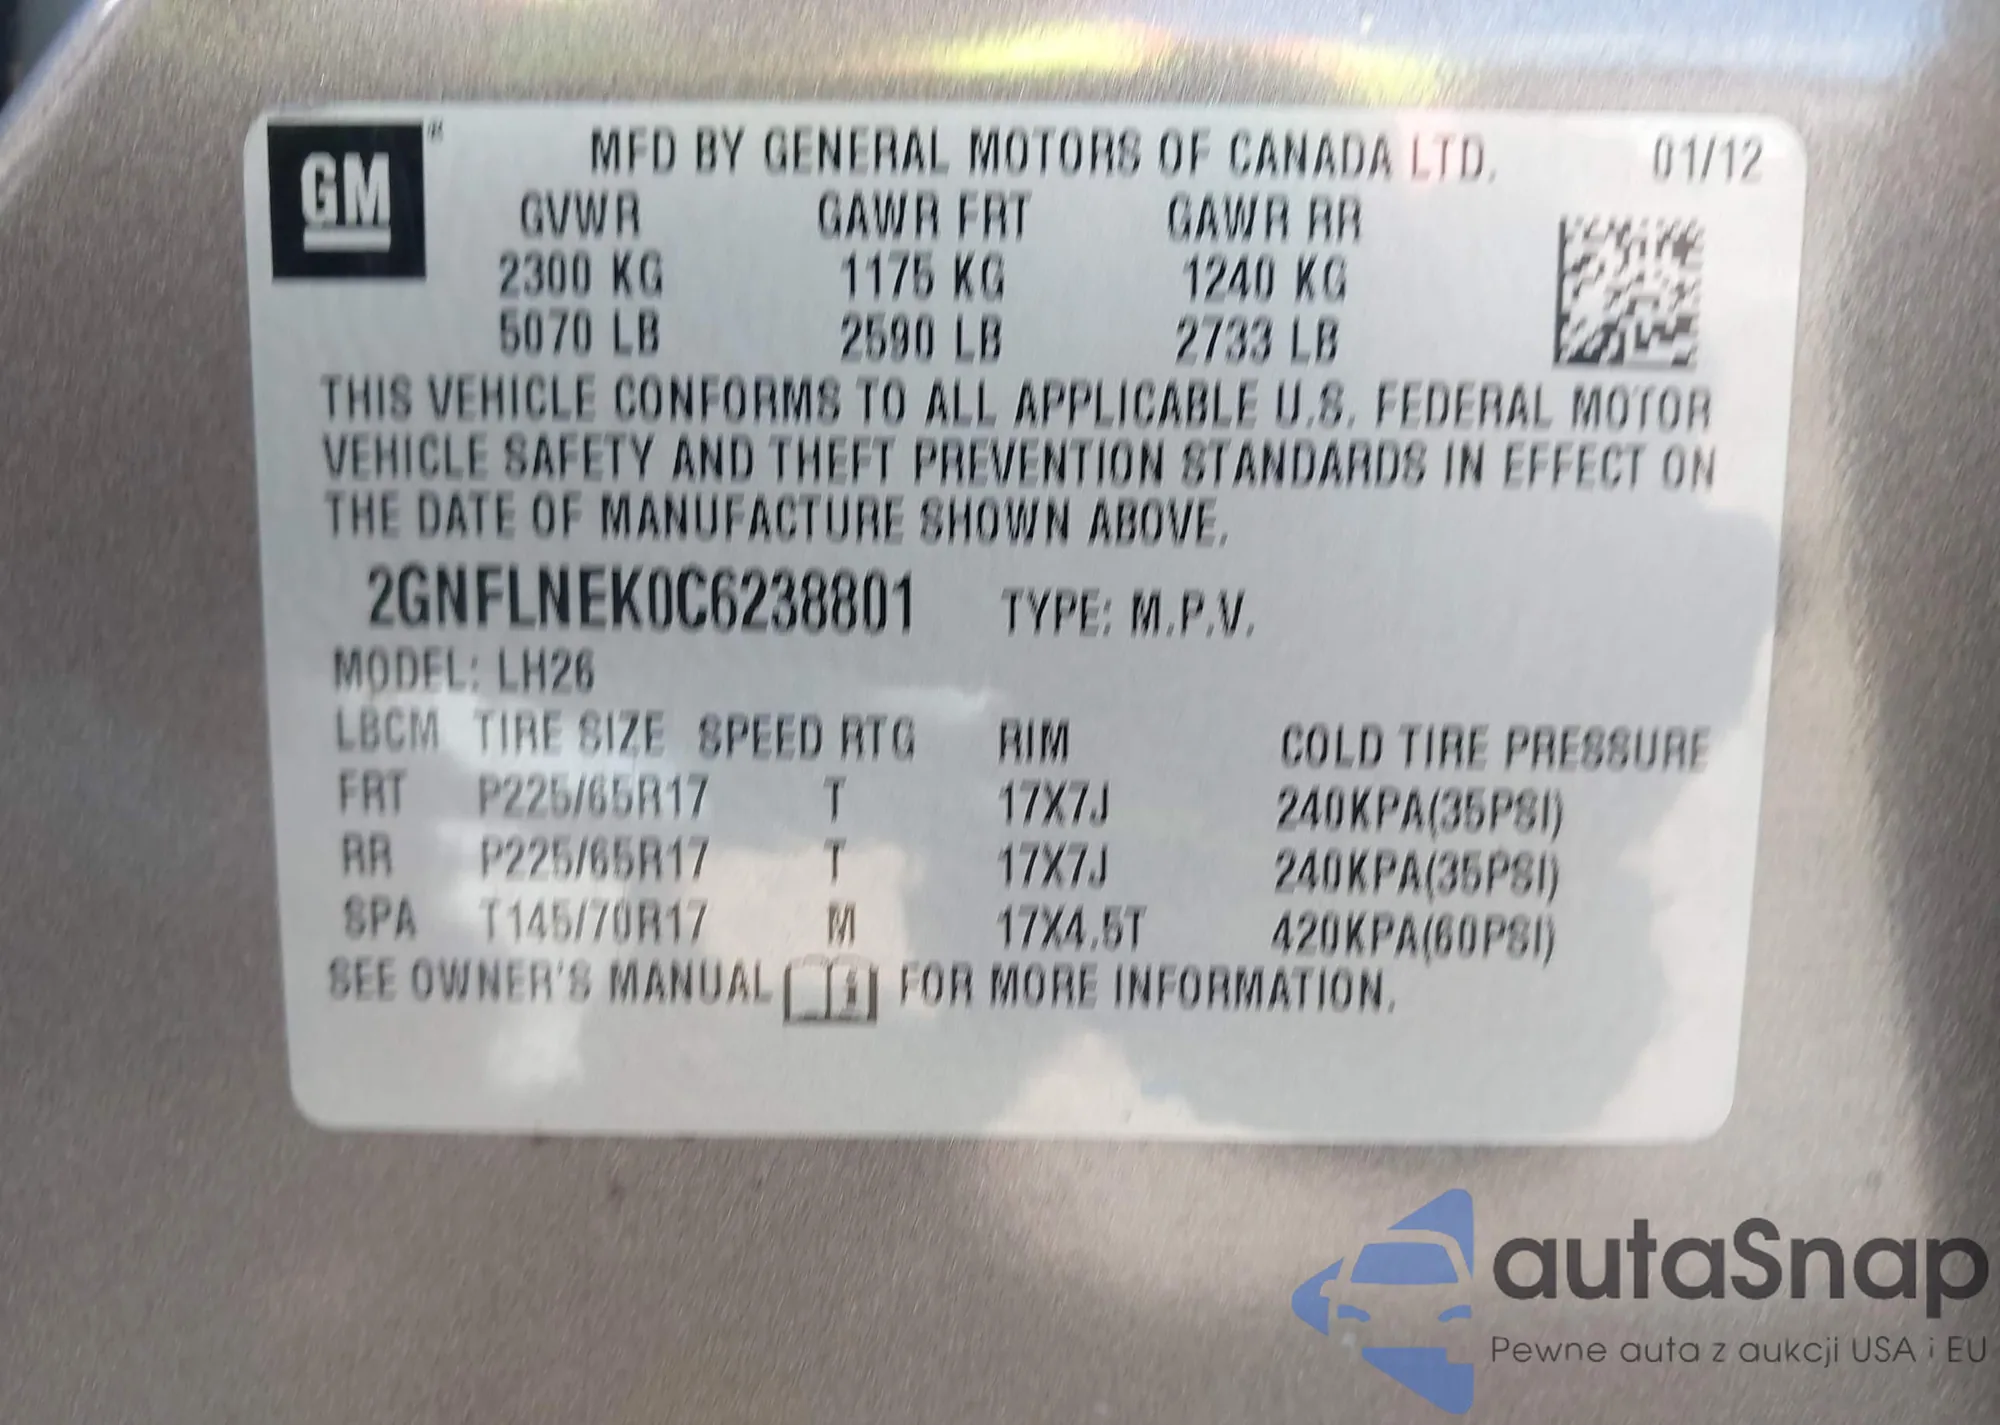 GM ® MFD BY GENERAL MOTORS OF CANADA LTD. 01/12
GVWR GAWR FRT GAWR RR
2300 KG 1175 KG 1240 KG
5070 LB 2590 LB 2733 LB
THIS VEHICLE CONFORMS TO ALL APPLICABLE U.S. FEDERAL MOTOR
VEHICLE SAFETY AND THEFT PREVENTION STANDARDS IN EFFECT ON
THE DATE OF MANUFACTURE SHOWN ABOVE.
2GNFLNEK0C6238801 TYPE: M.P.V.
MODEL: LH26
LBCM TIRE SIZE SPEED RTG RIM COLD TIRE PRESSURE
FRT P225/65R17 T 17X7J 240KPA(35PSI)
RR P225/65R17 T 17X7J 240KPA(35PSI)
SPA T145/70R17 M 17X4.5T 420KPA(60PSI)
SEE OWNER'S MANUAL FOR MORE INFORMATION.
autaSnap
Pewne auta z aukcji USA i EU